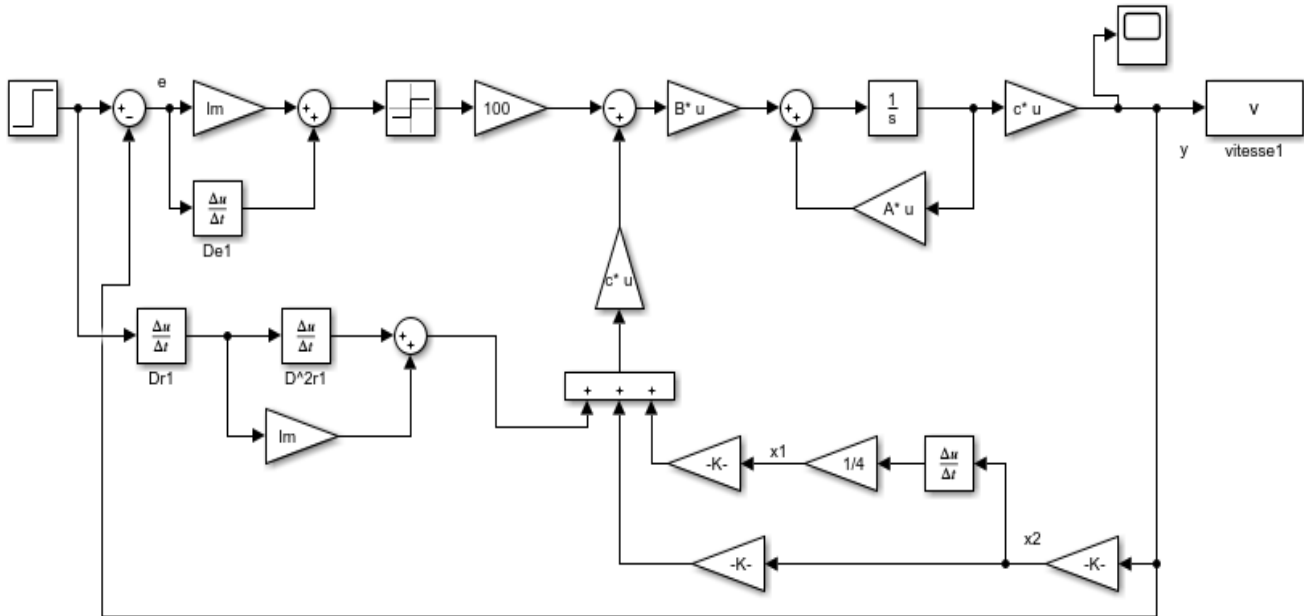 e
lm
100
B* u
1
s
c* u
v
y
vitesse1
A* u
Δu
Δt
De1
c* u
Δu
Δt
Dr1
Δu
Δt
D^2r1
lm
-K-
x1
1/4
Δu
Δt
-K-
x2
-K-